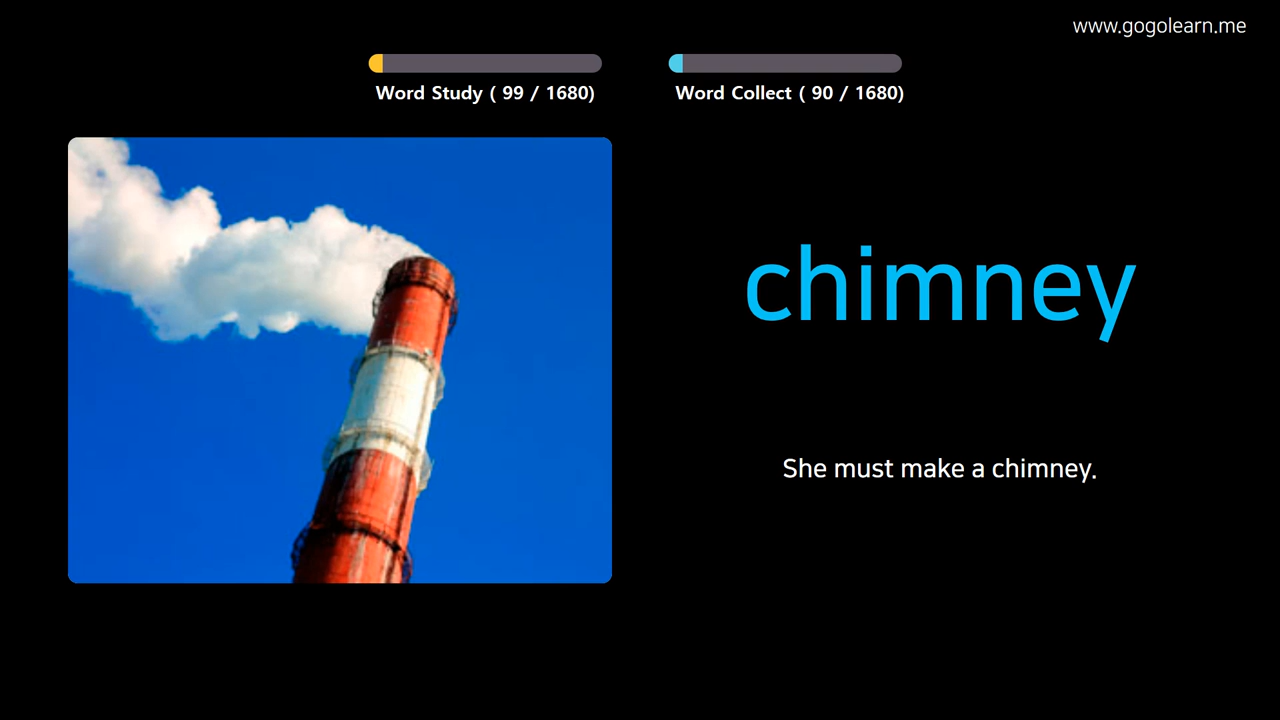 www.gogolearn.me
Word Study ( 99 / 1680)
Word Collect ( 90 / 1680)
chimney
She must make a chimney.